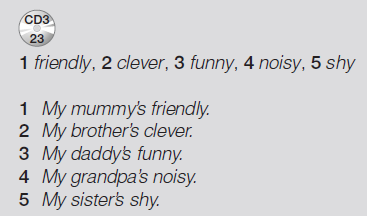 CD3
23
1 friendly, 2 clever, 3 funny, 4 noisy, 5 shy
1 My mummy's friendly.
2 My brother's clever.
3 My daddy's funny.
4 My grandpa's noisy.
5 My sister's shy.